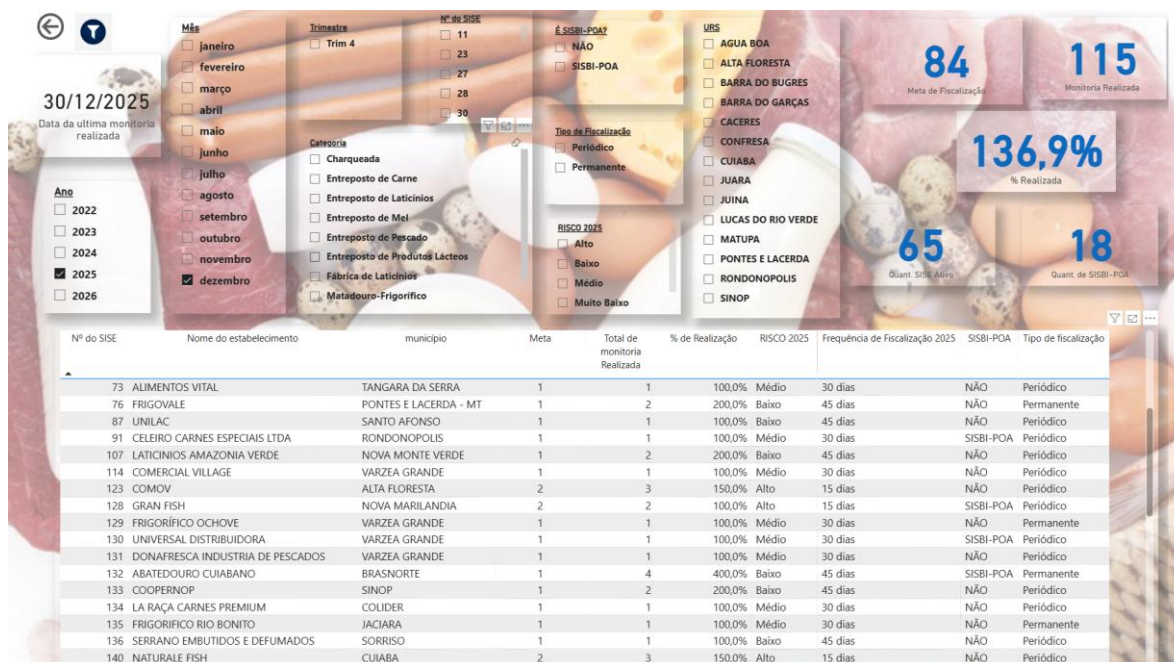 30/12/2025
Data da ultima monitoria
realizada
Ano
2022
2023
2024
2025
2026
Mês
janeiro
fevereiro
março
abril
maio
junho
julho
agosto
setembro
outubro
novembro
dezembro
Trimestre
Trim 4
Nº do SISE
11
23
27
28
30
Categoria
Charqueada
Entreposto de Carne
Entreposto de Laticínios
Entreposto de Mel
Entreposto de Pescado
Entreposto de Produtos Lácteos
Fábrica de Laticínios
Matadouro-Frigorífico
É SISBI-POA?
NÃO
SISBI-POA
Tipo de Fiscalização
Periódico
Permanente
RISCO 2025
Alto
Baixo
Médio
Muito Baixo
URS
AGUA BOA
ALTA FLORESTA
BARRA DO BUGRES
BARRA DO GARÇAS
CACERES
CONFRESA
CUIABA
JUARA
JUINA
LUCAS DO RIO VERDE
MATUPA
PONTES E LACERDA
RONDONOPOLIS
SINOP
84
Meta de Fiscalização
115
Monitoria Realizada
136,9%
% Realizada
65
Quant. SISE Ativo
18
Quant. de SISBI-POA
Nº do SISE Nome do estabelecimento município Meta Total de monitoria Realizada % de Realização RISCO 2025 Frequência de Fiscalização 2025 SISBI-POA Tipo de fiscalização
73 ALIMENTOS VITAL TANGARA DA SERRA 1 1 100,0% Médio 30 dias NÃO Periódico
76 FRIGOVALE PONTES E LACERDA - MT 1 2 200,0% Baixo 45 dias NÃO Permanente
87 UNILAC SANTO AFONSO 1 1 100,0% Baixo 45 dias NÃO Periódico
91 CELEIRO CARNES ESPECIAIS LTDA RONDONOPOLIS 1 1 100,0% Médio 30 dias SISBI-POA Periódico
107 LATICINIOS AMAZONIA VERDE NOVA MONTE VERDE 1 2 200,0% Baixo 45 dias NÃO Periódico
114 COMERCIAL VILLAGE VARZEA GRANDE 1 1 100,0% Médio 30 dias NÃO Periódico
123 COMOV ALTA FLORESTA 2 3 150,0% Alto 15 dias NÃO Periódico
128 GRAN FISH NOVA MARILANDIA 2 2 100,0% Alto 15 dias SISBI-POA Periódico
129 FRIGORÍFICO OCHOVE VARZEA GRANDE 1 1 100,0% Médio 30 dias NÃO Permanente
130 UNIVERSAL DISTRIBUIDORA VARZEA GRANDE 1 1 100,0% Médio 30 dias SISBI-POA Periódico
131 DONAFRESCA INDUSTRIA DE PESCADOS VARZEA GRANDE 1 1 100,0% Médio 30 dias NÃO Periódico
132 ABATEDOURO CUIABANO BRASNORTE 1 4 400,0% Baixo 45 dias SISBI-POA Permanente
133 COOPERNOP SINOP 1 2 200,0% Baixo 45 dias NÃO Periódico
134 LA RAÇA CARNES PREMIUM COLIDER 1 1 100,0% Médio 30 dias NÃO Periódico
135 FRIGORIFICO RIO BONITO JACIARA 1 1 100,0% Médio 30 dias NÃO Permanente
136 SERRANO EMBUTIDOS E DEFUMADOS SORRISO 1 1 100,0% Baixo 45 dias NÃO Periódico
140 NATURALE FISH CUIABA 2 3 150,0% Alto 15 dias NÃO Periódico